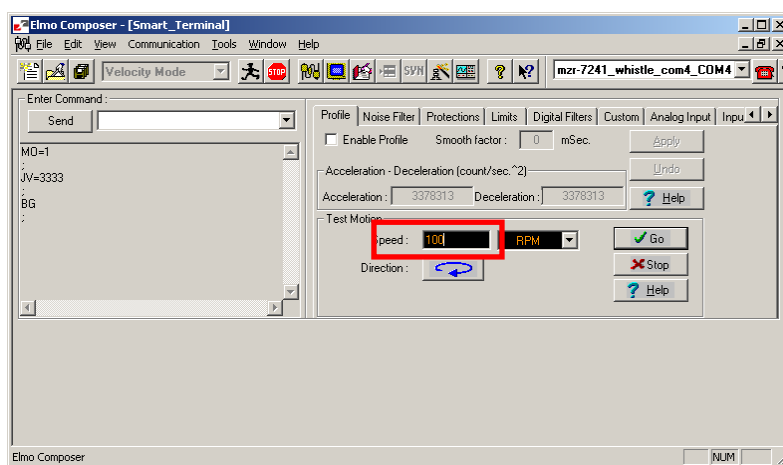 Elmo Composer - [Smart_Terminal]
File Edit View Communication Tools Window Help
Velocity Mode STOP SYN mzr-7241_whistle_com4_COM4
Enter Command :
Send
MO=1
;
JV=3333
;
BG
;
Profile Noise Filter Protections Limits Digital Filters Custom Analog Input Inpu
Enable Profile Smooth factor : 0 mSec. Apply
Acceleration - Deceleration (count/sec.^2) Undo
Acceleration : 3378313 Deceleration : 3378313 Help
Test Motion
Speed : 100 RPM Go
Direction : Stop
Help
Elmo Composer NUM